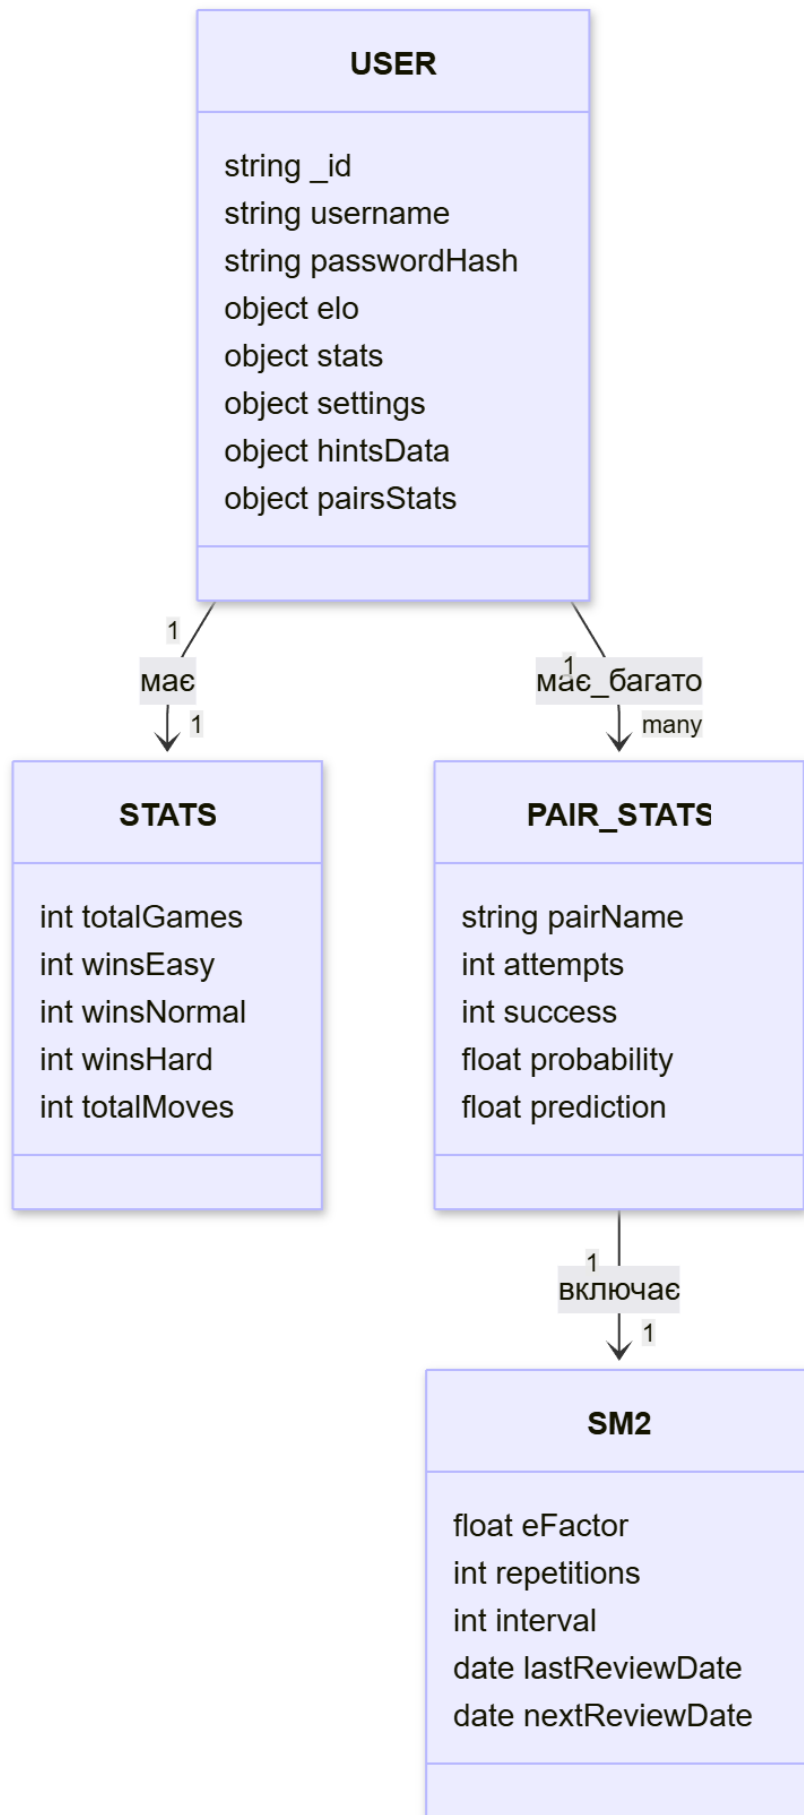 USER
string _id
string username
string passwordHash
object elo
object stats
object settings
object hintsData
object pairsStats
1
має
1
1
має_багато
many
STATS
int totalGames
int winsEasy
int winsNormal
int winsHard
int totalMoves
PAIR_STATS
string pairName
int attempts
int success
float probability
float prediction
1
включає
1
SM2
float eFactor
int repetitions
int interval
date lastReviewDate
date nextReviewDate